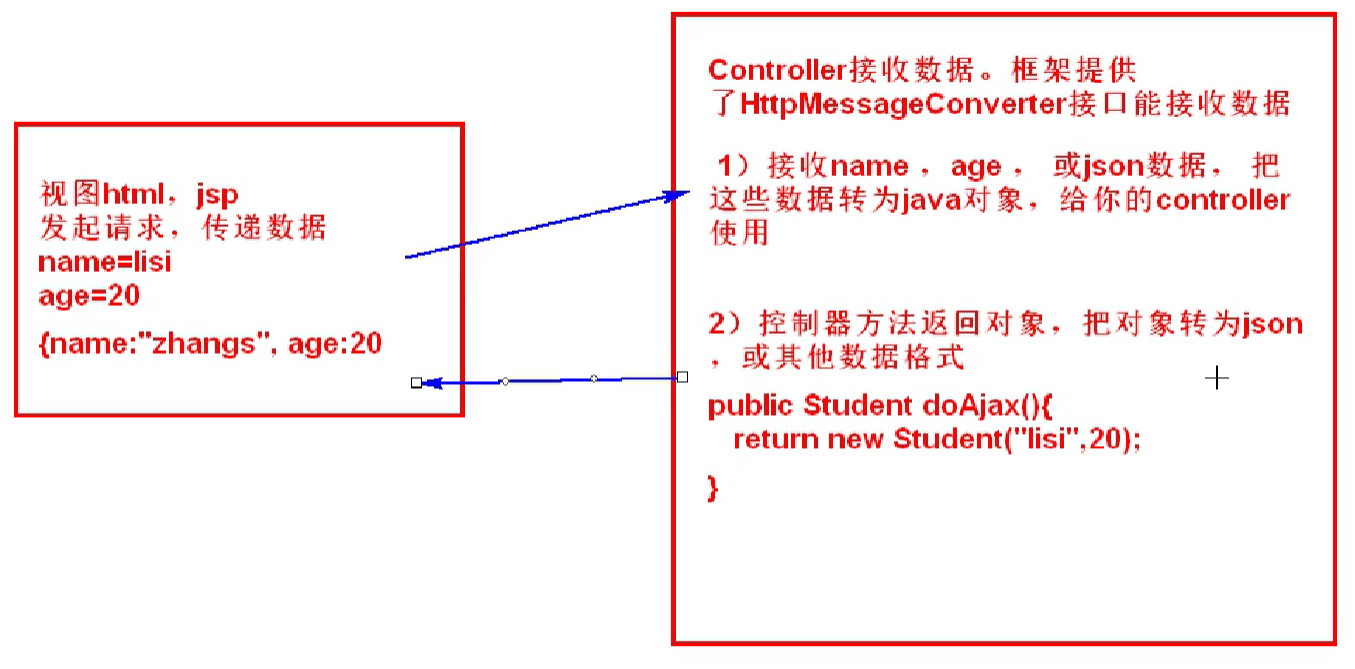 视图html，jsp
发起请求，传递数据
name=lisi
age=20
{name:"zhangs", age:20
Controller接收数据。框架提供
了HttpMessageConverter接口能接收数据
1）接收name ，age ， 或json数据， 把
这些数据转为java对象，给你的controller
使用
2）控制器方法返回对象，把对象转为json
，或其他数据格式
public Student doAjax(){
return new Student("lisi",20);
}